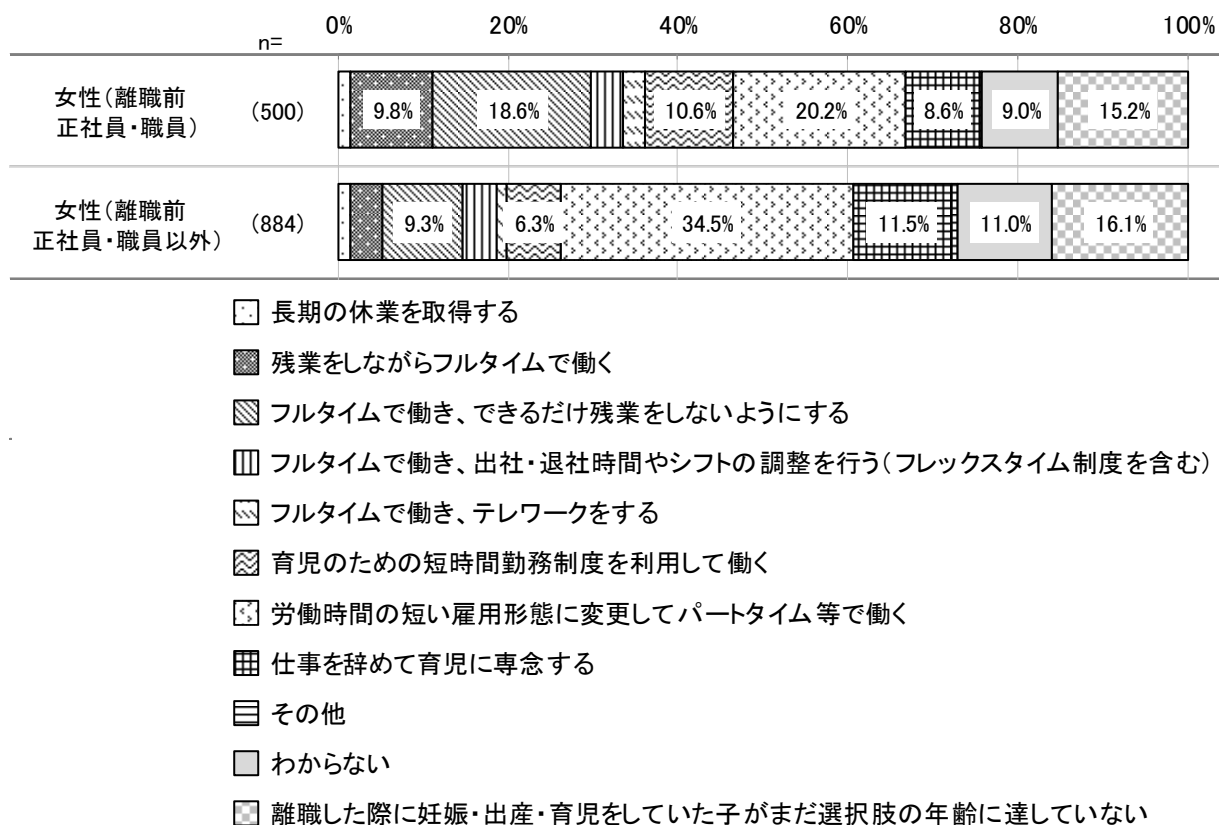 0% 20% 40% 60% 80% 100%
n=
女性(離職前
正社員・職員)
(500)
9.8% 18.6% 10.6% 20.2% 8.6% 9.0% 15.2%
女性(離職前
正社員・職員以外)
(884)
9.3% 6.3% 34.5% 11.5% 11.0% 16.1%
長期の休業を取得する
残業をしながらフルタイムで働く
フルタイムで働き、できるだけ残業をしないようにする
フルタイムで働き、出社・退社時間やシフトの調整を行う(フレックスタイム制度を含む)
フルタイムで働き、テレワークをする
育児のための短時間勤務制度を利用して働く
労働時間の短い雇用形態に変更してパートタイム等で働く
仕事を辞めて育児に専念する
その他
わからない
離職した際に妊娠・出産・育児をしていた子がまだ選択肢の年齢に達していない